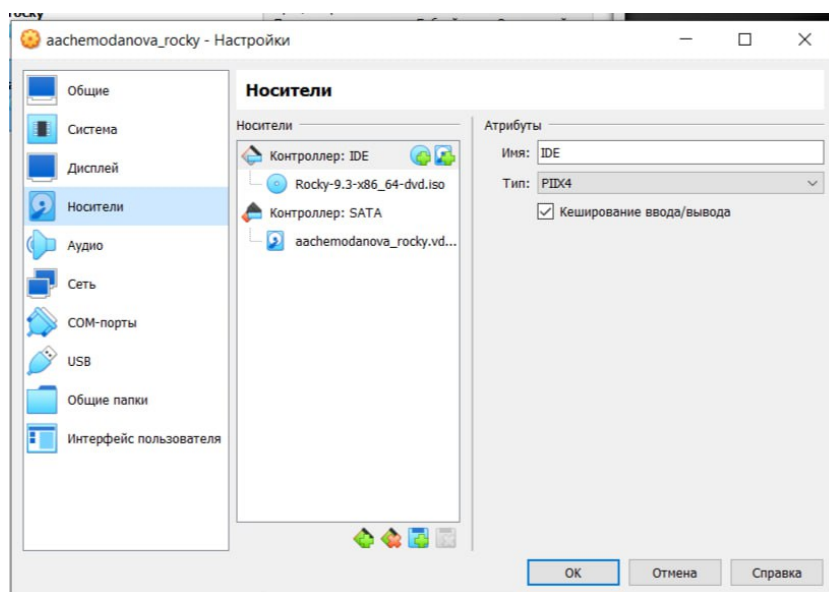 aachemodanova_rocky - Настройки
Общие
Система
Дисплей
Носители
Аудио
Сеть
COM-порты
USB
Общие папки
Интерфейс пользователя
Носители
Носители
Контроллер: IDE
Rocky-9.3-x86_64-dvd.iso
Контроллер: SATA
aachemodanova_rocky.vd...
Атрибуты
Имя: IDE
Тип: PIIX4
Кеширование ввода/вывода
OK Отмена Справка